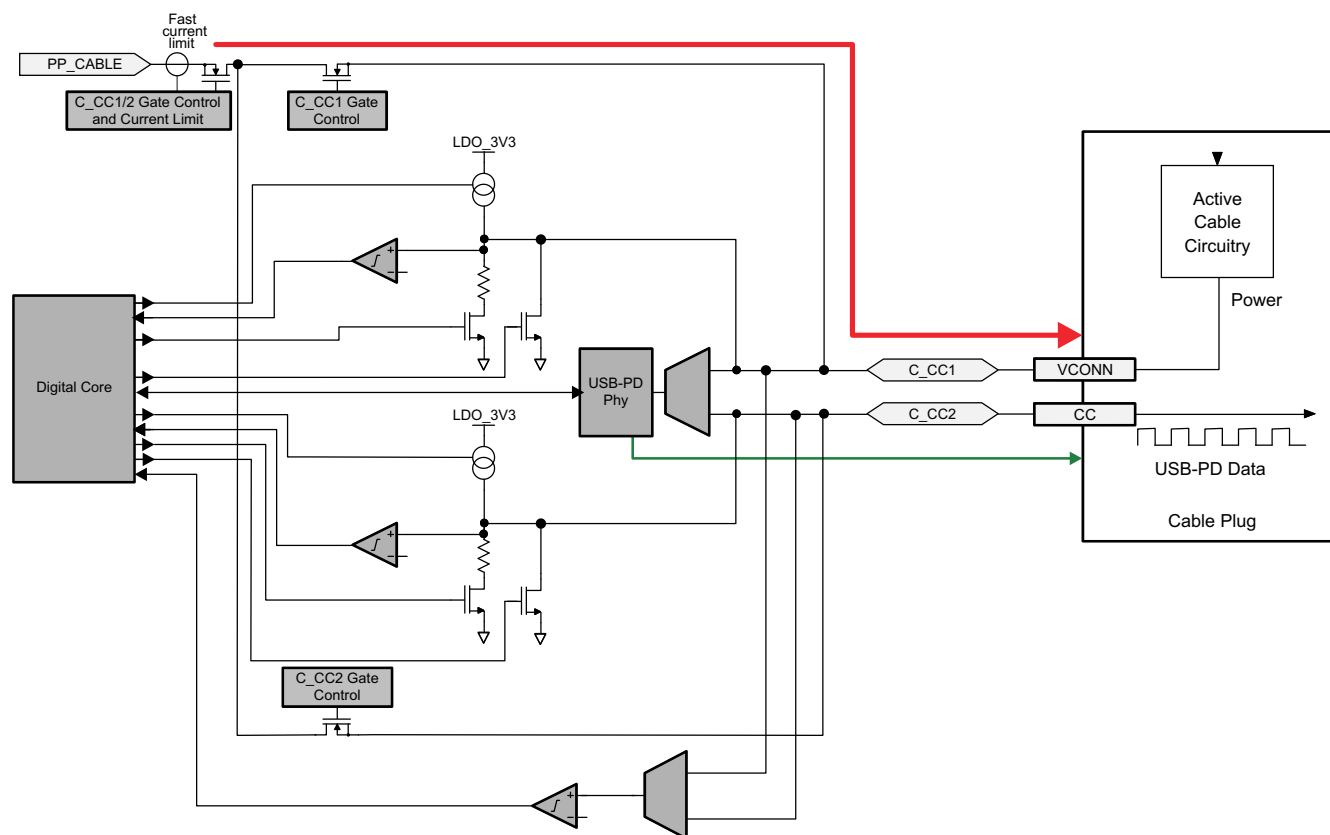 Fast
current
limit
PP_CABLE
C_CC1/2 Gate Control
and Current Limit
C_CC1 Gate
Control
LDO_3V3
+
−
Active
Cable
Circuitry
Power
Digital Core
USB-PD
Phy
C_CC1
VCONN
C_CC2
CC
LDO_3V3
USB-PD Data
Cable Plug
+
−
C_CC2 Gate
Control
+
−